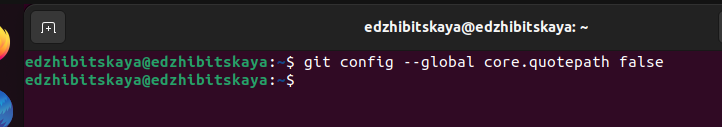 edzhibitskaya@edzhibitskaya: ~
edzhibitskaya@edzhibitskaya:~$ git config --global core.quotepath false
edzhibitskaya@edzhibitskaya:~$